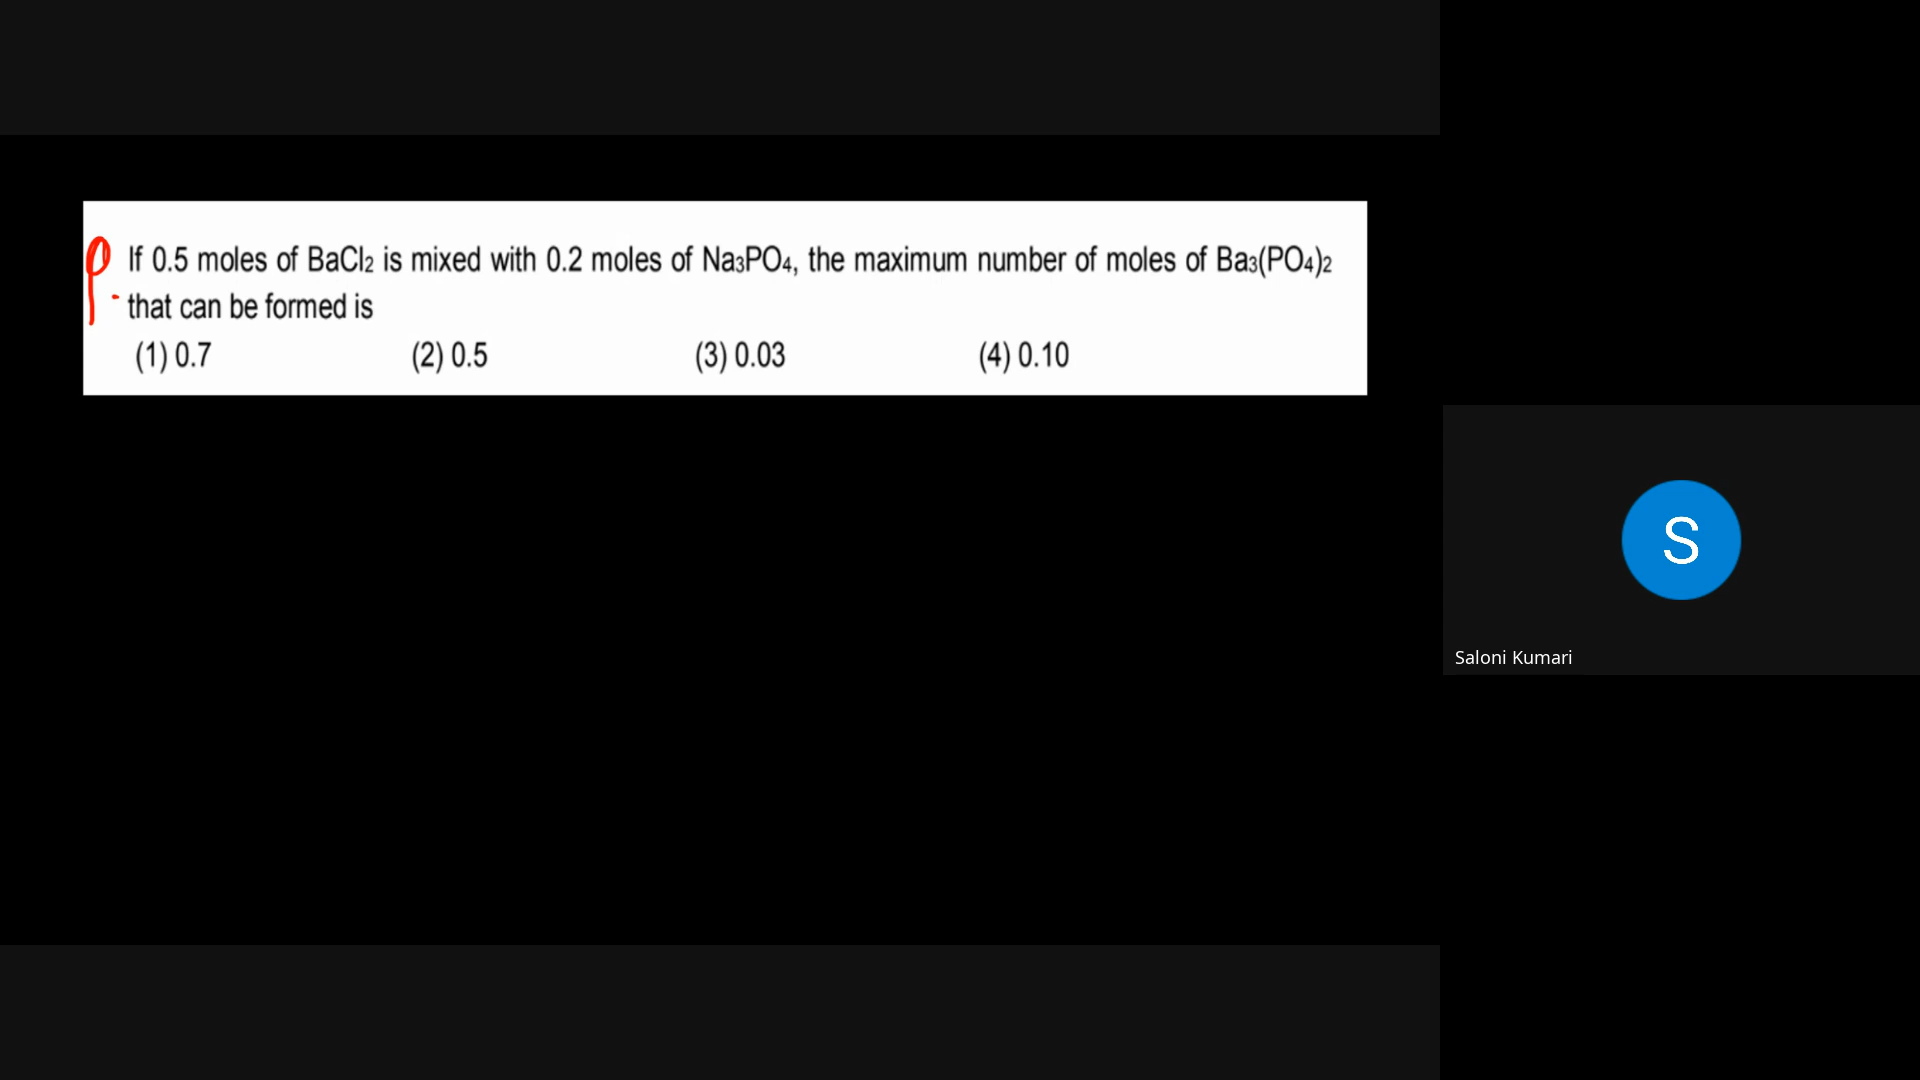 If 0.5 moles of BaCl₂ is mixed with 0.2 moles of Na₃PO₄, the maximum number of moles of Ba₃(PO₄)₂
that can be formed is
(1) 0.7 (2) 0.5 (3) 0.03 (4) 0.10
S
Saloni Kumari